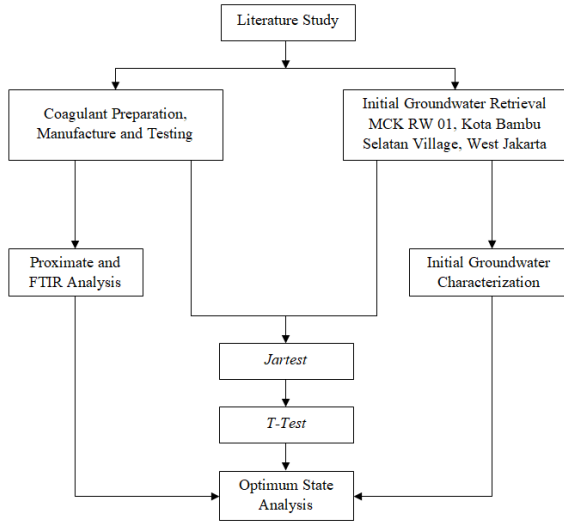 Literature Study
Coagulant Preparation,
Manufacture and Testing
Initial Groundwater Retrieval
MCK RW 01, Kota Bambu
Selatan Village, West Jakarta
Proximate and
FTIR Analysis
Initial Groundwater
Characterization
Jartest
T-Test
Optimum State
Analysis